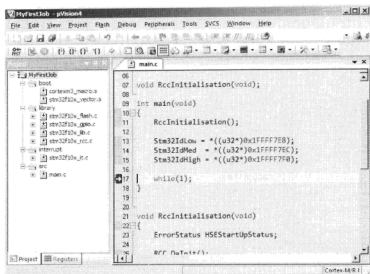 MyFirstJob - µVision4
File Edit View Project Flash Debug Peripherals Tools SVCS Window Help
Project
main.c
MyFirstJob
boot
cortexm3_macro.s
stm32f10x_vector.s
library
stm32f10x_flash.c
stm32f10x_gpio.c
stm32f10x_lib.c
stm32f10x_rcc.c
interrupt
stm32f10x_it.c
src
main.c
06
07 void RccInitialisation(void);
08
09 int main(void)
10 {
11 RccInitialisation();
12
13 Stm32IdLow = *((u32*)0x1FFFF7E8);
14 Stm32IdMed = *((u32*)0x1FFFF7EC);
15 Stm32IdHigh = *((u32*)0x1FFFF7F0);
16
17 while(1);
18 }
19
20
21 void RccInitialisation(void)
22 {
23 ErrorStatus HSEStartUpStatus;
24
25 RCC_DeInit();
Project Registers
Cortex-M/R